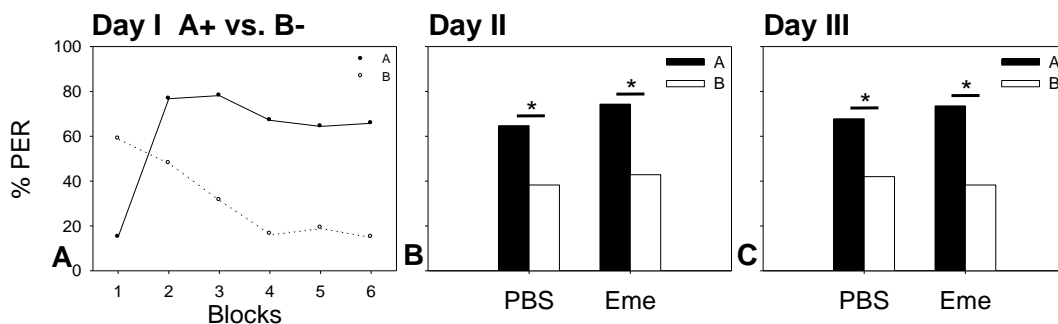 Day I A+ vs. B-
Day II
Day III
100
80
60
40
20
0
% PER
A
B
A
1 2 3 4 5 6
Blocks
A
B
*
*
B
PBS Eme
A
B
*
*
C
PBS Eme